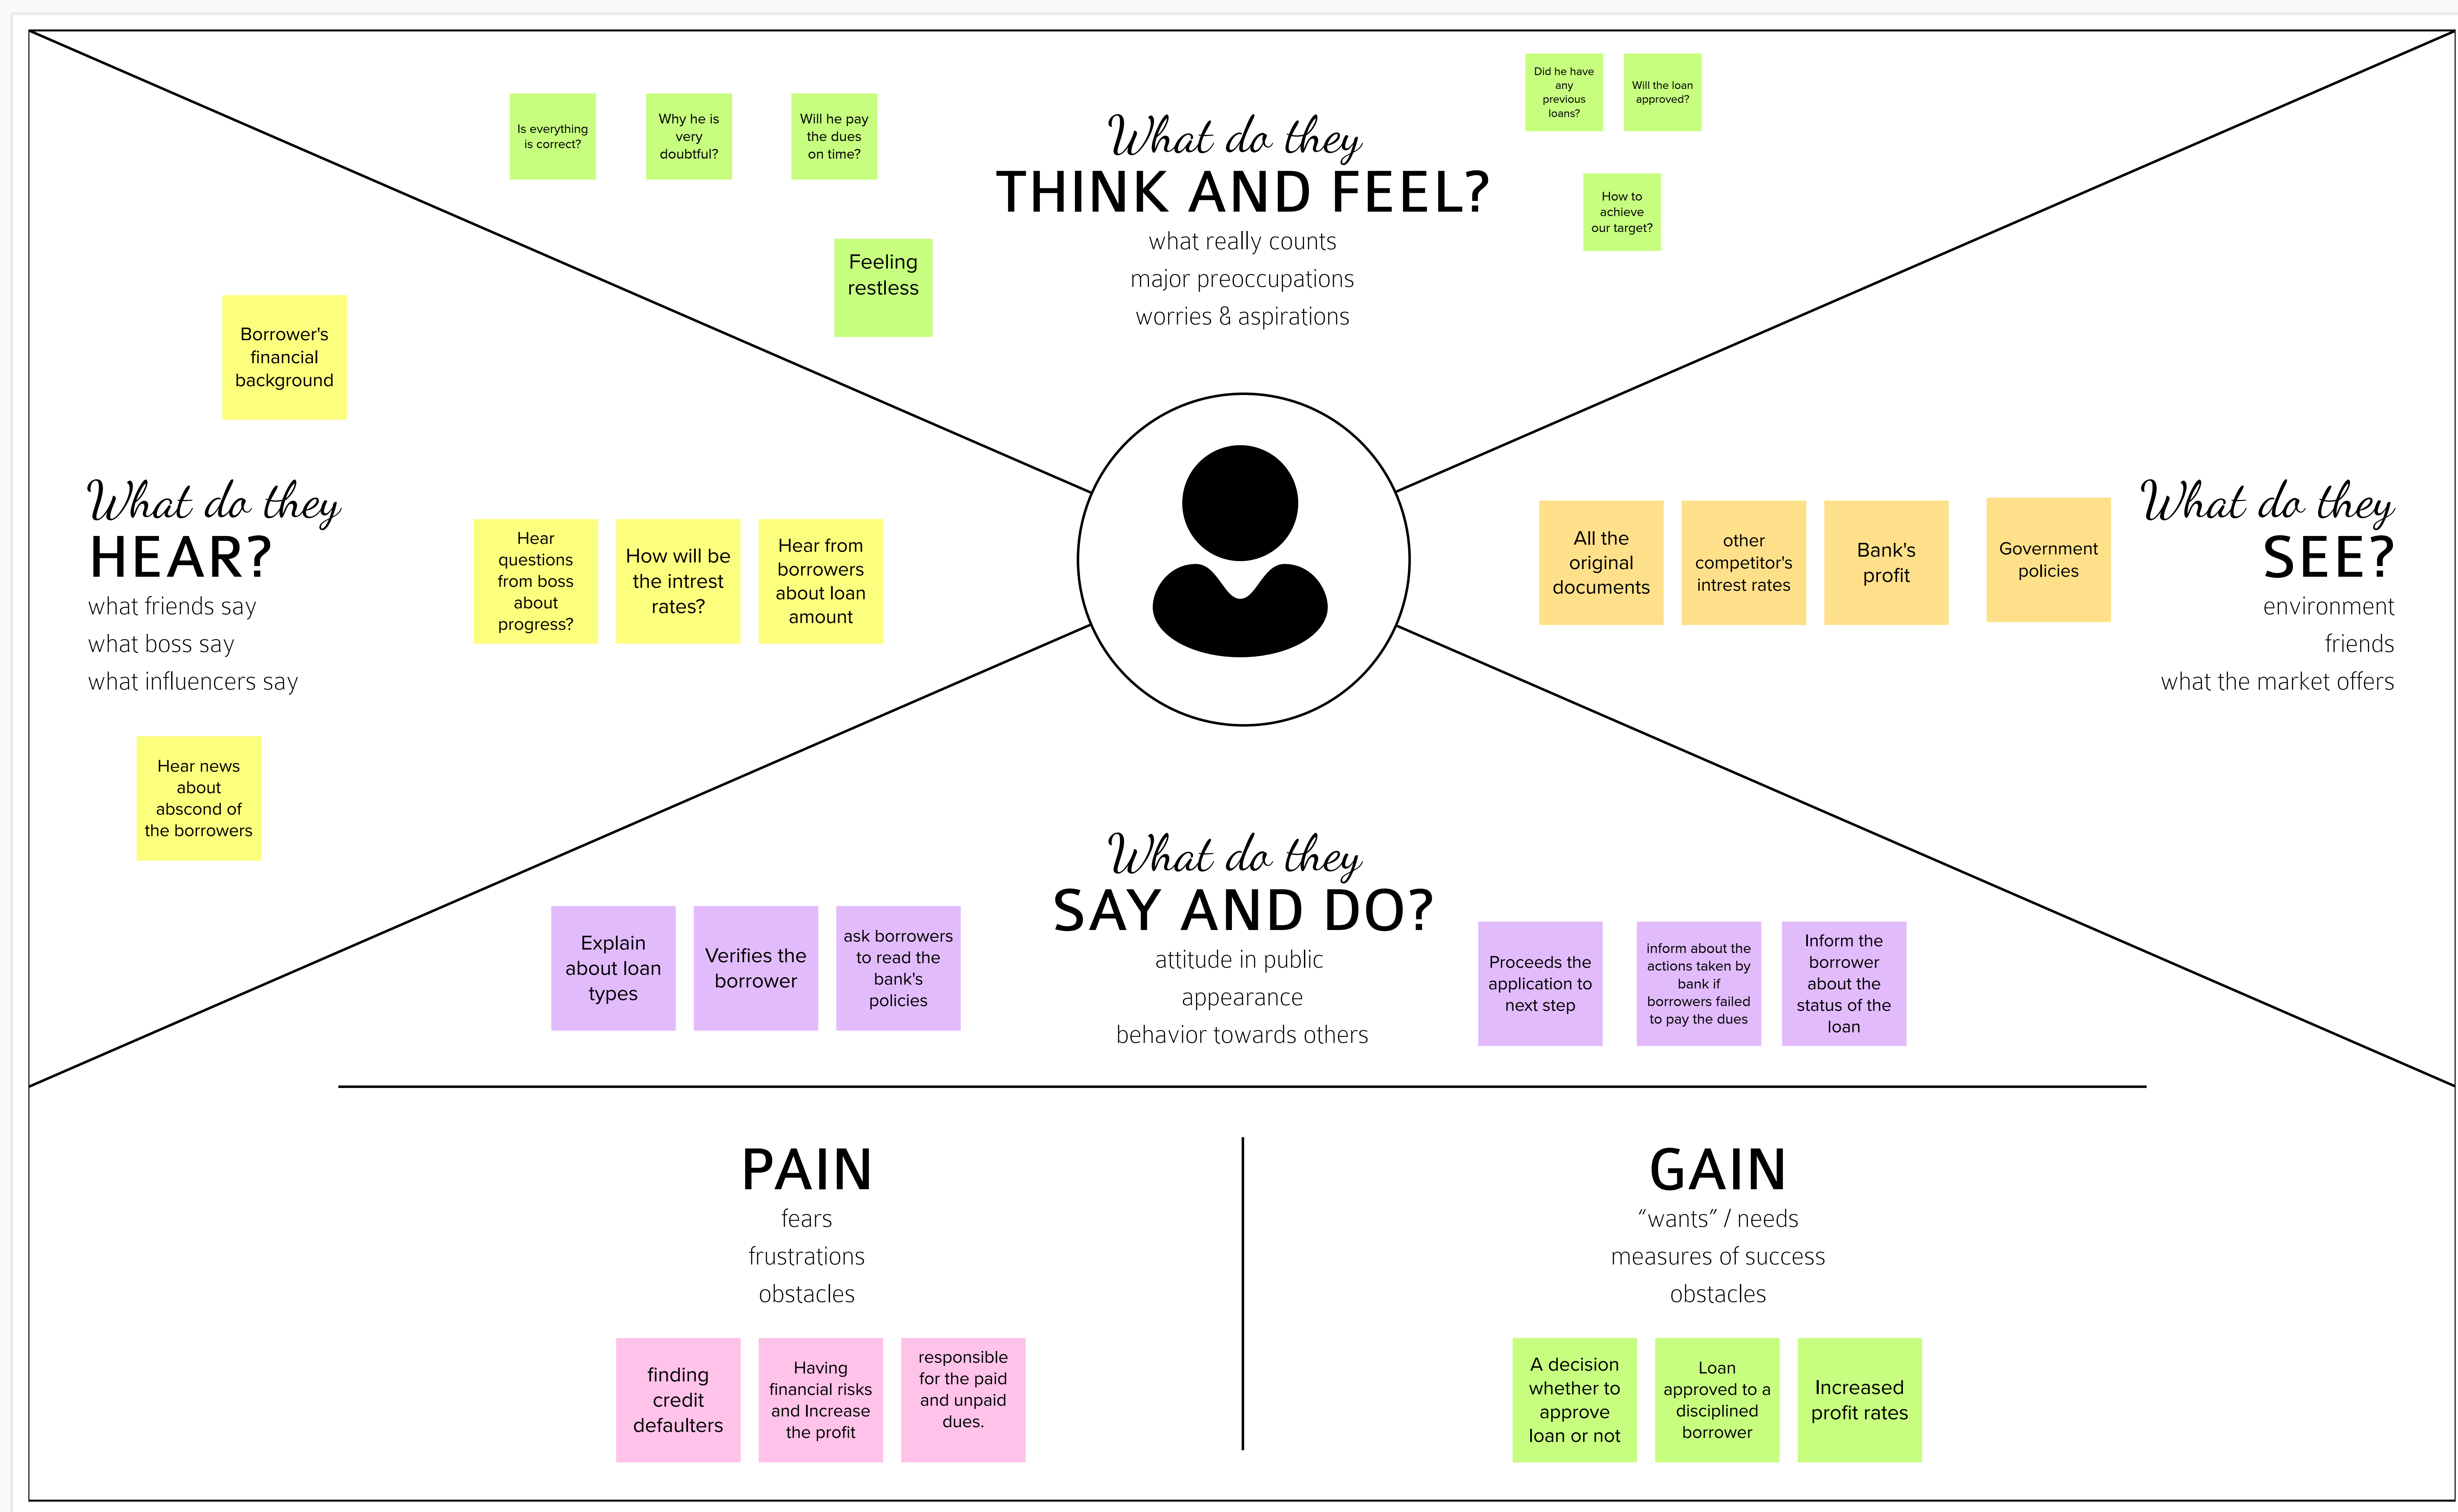 Is everything
is correct?
Why he is
very
doubtful?
Will he pay
the dues
on time?
Feeling
restless
What do they
THINK AND FEEL?
what really counts
major preoccupations
worries & aspirations
Did he have
any
previous
loans?
Will the loan
approved?
How to
achieve
our target?
Borrower's
financial
background
What do they
HEAR?
what friends say
what boss say
what influencers say
Hear
questions
from boss
about
progress?
How will be
the intrest
rates?
Hear from
borrowers
about loan
amount
Hear news
about
abscond of
the borrowers
All the
original
documents
other
competitor's
intrest rates
Bank's
profit
Government
policies
What do they
SEE?
environment
friends
what the market offers
Explain
about loan
types
Verifies the
borrower
ask borrowers
to read the
bank's
policies
What do they
SAY AND DO?
attitude in public
appearance
behavior towards others
Proceeds the
application to
next step
inform about the
actions taken by
bank if
borrowers failed
to pay the dues
Inform the
borrower
about the
status of the
loan
PAIN
fears
frustrations
obstacles
finding
credit
defaulters
Having
financial risks
and Increase
the profit
responsible
for the paid
and unpaid
dues.
GAIN
“wants” / needs
measures of success
obstacles
A decision
whether to
approve
loan or not
Loan
approved to a
disciplined
borrower
Increased
profit rates